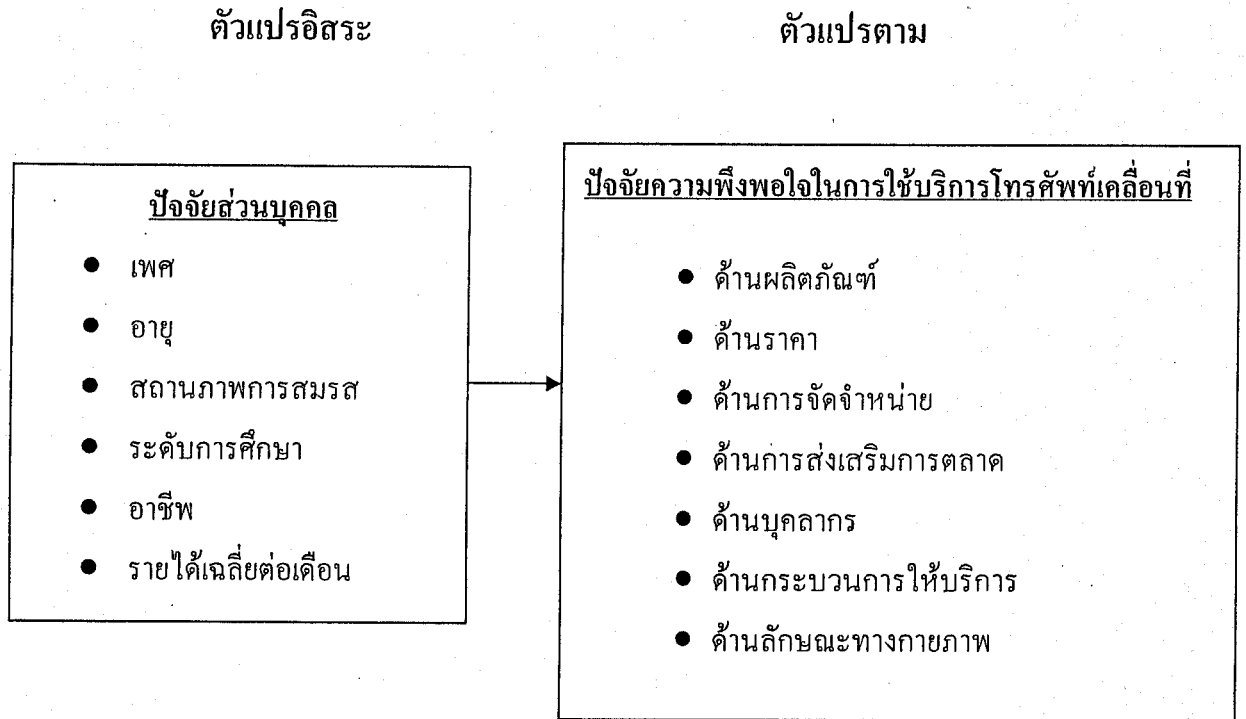 ตัวแปรอิสระ
ตัวแปรตาม
ปัจจัยส่วนบุคคล
● เพศ
● อายุ
● สถานภาพการสมรส
● ระดับการศึกษา
● อาชีพ
● รายได้เฉลี่ยต่อเดือน
ปัจจัยความพึงพอใจในการใช้บริการโทรศัพท์เคลื่อนที่
● ด้านผลิตภัณฑ์
● ด้านราคา
● ด้านการจัดจำหน่าย
● ด้านการส่งเสริมการตลาด
● ด้านบุคลากร
● ด้านกระบวนการให้บริการ
● ด้านลักษณะทางกายภาพ